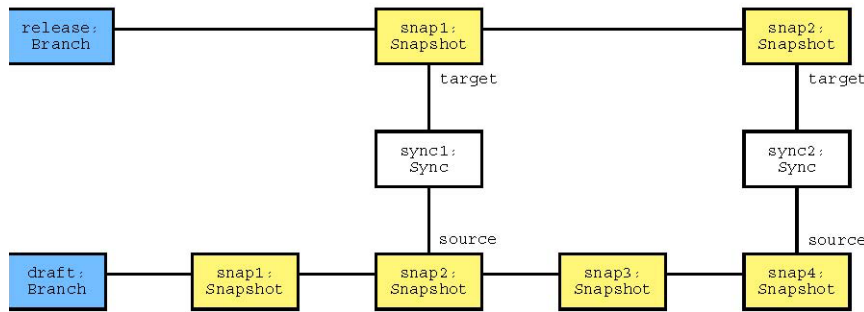 release:
Branch
snap1:
Snapshot
snap2:
Snapshot
target
target
sync1:
Sync
sync2:
Sync
source
source
draft:
Branch
snap1:
Snapshot
snap2:
Snapshot
snap3:
Snapshot
snap4:
Snapshot